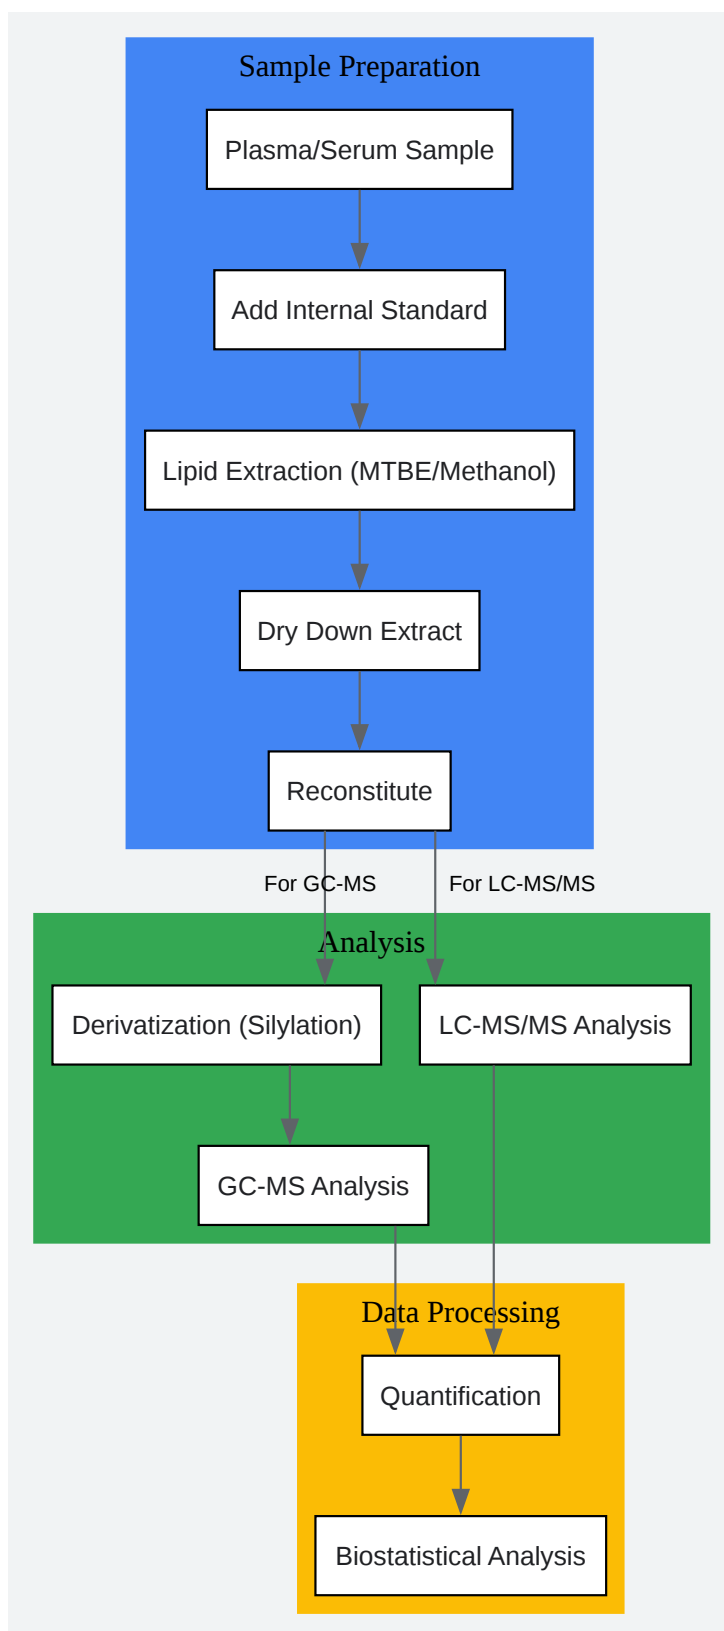 Sample Preparation
Plasma/Serum Sample
Add Internal Standard
Lipid Extraction (MTBE/Methanol)
Dry Down Extract
Reconstitute
For GC-MS
For LC-MS/MS
Analysis
Derivatization (Silylation)
LC-MS/MS Analysis
GC-MS Analysis
Data Processing
Quantification
Biostatistical Analysis